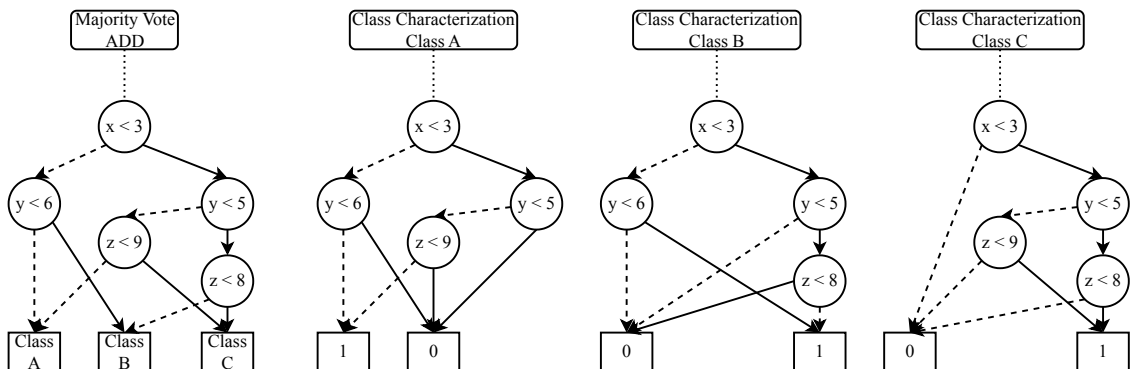 Majority Vote
ADD
x < 3
y < 6
y < 5
z < 9
z < 8
Class
A
Class
B
Class
C
Class Characterization
Class A
x < 3
y < 6
y < 5
z < 9
1
0
Class Characterization
Class B
x < 3
y < 6
y < 5
z < 8
0
1
Class Characterization
Class C
x < 3
y < 5
z < 9
z < 8
0
1